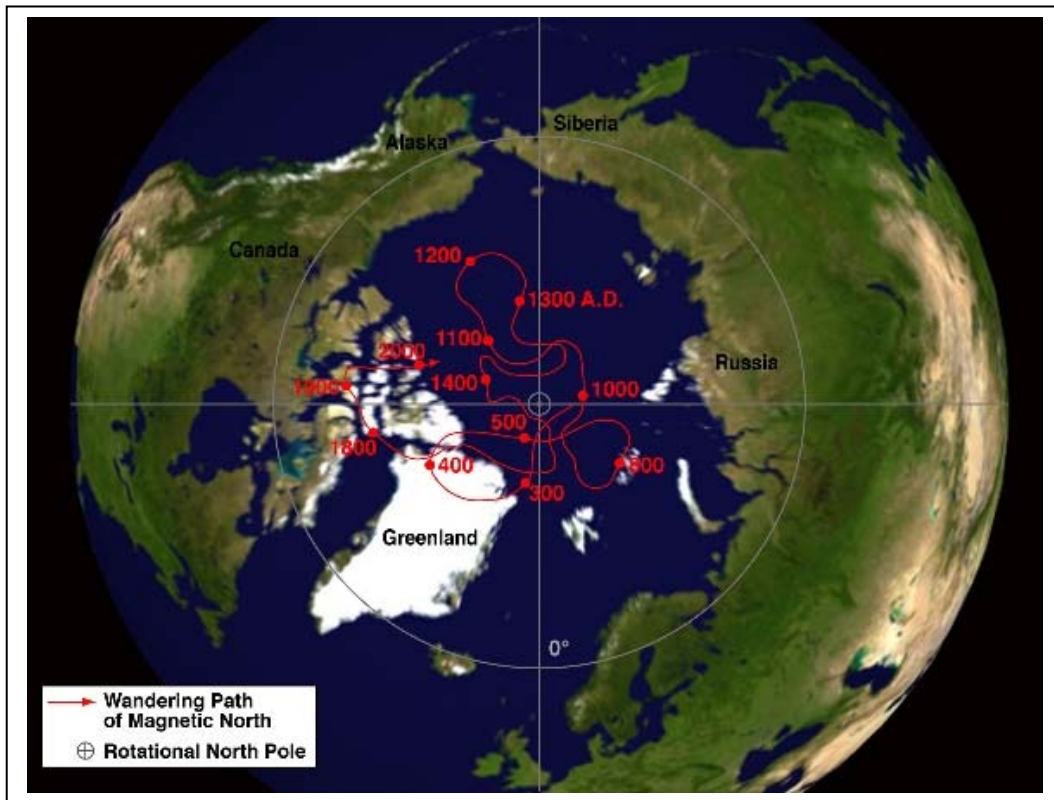 Siberia
Alaska
Canada
1200
1300 A.D.
1100
2000
Russia
1400
1900
1000
500
1800
400
800
300
Greenland
0°
Wandering Path
of Magnetic North
Rotational North Pole